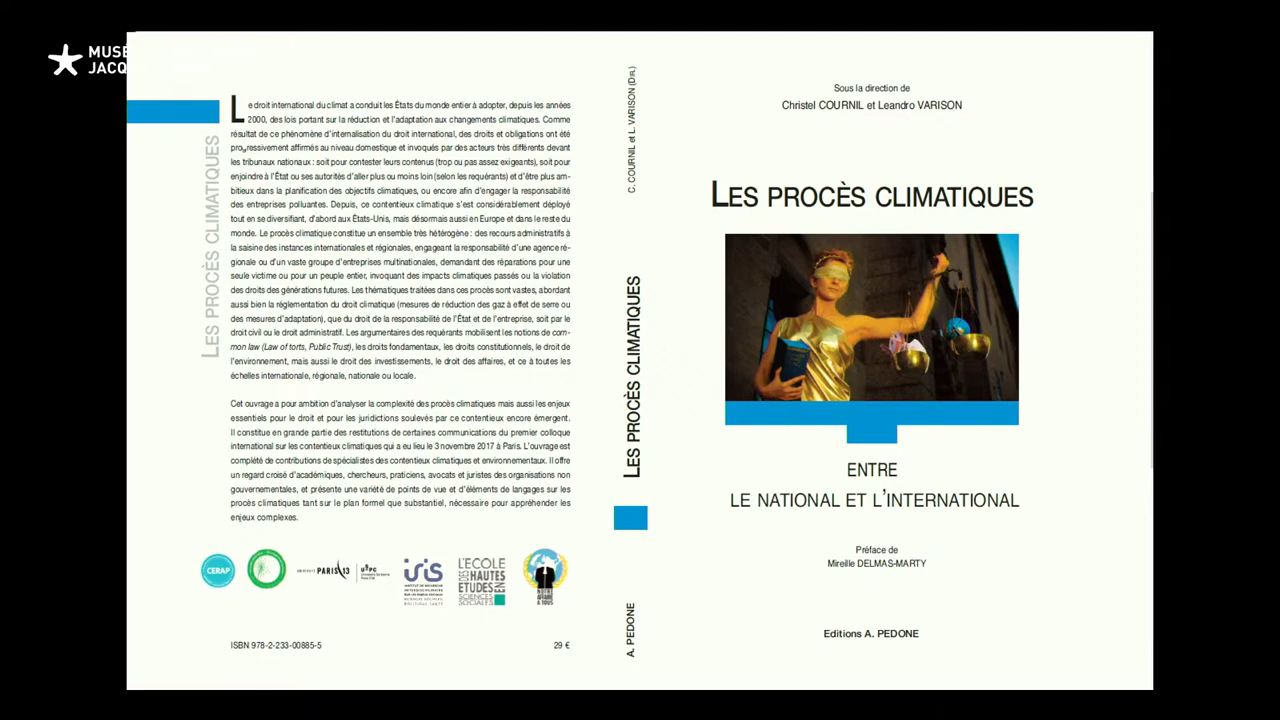 MUSÉ
JACQ
LES PROCÈS CLIMATIQUES
Le droit international du climat a conduit les États du monde entier à adopter, depuis les années
2000, des lois portant sur la réduction et l'adaptation aux changements climatiques. Comme
résultat de ce phénomène d'internalisation du droit international, des droits et obligations ont été
progressivement affirmés au niveau domestique et invoqués par des acteurs très différents devant
les tribunaux nationaux : soit pour contester leurs contenus (trop ou pas assez exigeants), soit pour
enjoindre à l'État ou ses autorités d'aller plus ou moins loin (selon les requérants) et d'être plus am-
bitieux dans la planification des objectifs climatiques, ou encore afin d'engager la responsabilité
des entreprises polluantes. Depuis, ce contentieux climatique s'est considérablement déployé
tout en se diversifiant, d'abord aux États-Unis, mais désormais aussi en Europe et dans le reste du
monde. Le procès climatique constitue un ensemble très hétérogène : des recours administratifs à
la saisine des instances internationales et régionales, engageant la responsabilité d'une agence ré-
gionale ou d'un vaste groupe d'entreprises multinationales, demandant des réparations pour une
seule victime ou pour un peuple entier, invoquant des impacts climatiques passés ou la violation
des droits des générations futures. Les thématiques traitées dans ces procès sont vastes, abordant
aussi bien la réglementation du droit climatique (mesures de réduction des gaz à effet de serre ou
des mesures d'adaptation), que du droit de la responsabilité de l'État et de l'entreprise, soit par le
droit civil ou le droit administratif. Les argumentaires des requérants mobilisent les notions de com-
mon law (Law of torts, Public Trust), les droits fondamentaux, les droits constitutionnels, le droit de
l'environnement, mais aussi le droit des investissements, le droit des affaires, et ce à toutes les
échelles internationale, régionale, nationale ou locale.
Cet ouvrage a pour ambition d'analyser la complexité des procès climatiques mais aussi les enjeux
essentiels pour le droit et pour les juridictions soulevés par ce contentieux encore émergent.
Il constitue en grande partie des restitutions de certaines communications du premier colloque
international sur les contentieux climatiques qui a eu lieu le 3 novembre 2017 à Paris. L'ouvrage est
complété de contributions de spécialistes des contentieux climatiques et environnementaux. Il offre
un regard croisé d'académiques, chercheurs, praticiens, avocats et juristes des organisations non
gouvernementales, et présente une variété de points de vue et d'éléments de langages sur les
procès climatiques tant sur le plan formel que substantiel, nécessaire pour appréhender les
enjeux complexes.
CERAP
UNIVERSITÉ PARIS 13
USPC
iris
INSTITUT DE RECHERCHE
INTERDISCIPLINAIRE
L'ÉCOLE
DES HAUTES
ETUDES EN
SCIENCES
SOCIALES
NOTRE
AFFAIRE
À TOUS
ISBN 978-2-233-00885-5
29 €
C. COURNIL et L. VARISON (DIR.)
LES PROCÈS CLIMATIQUES
A. PEDONE
Sous la direction de
Christel COURNIL et Leandro VARISON
LES PROCÈS CLIMATIQUES
ENTRE
LE NATIONAL ET L'INTERNATIONAL
Préface de
Mireille DELMAS-MARTY
Editions A. PEDONE